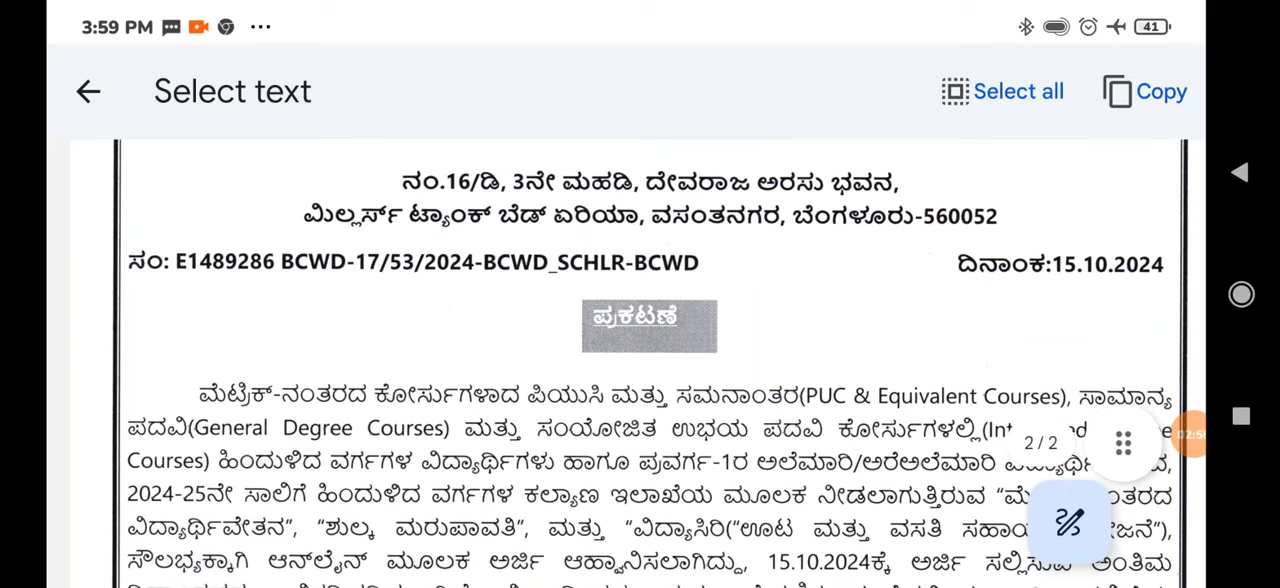 3:59 PM ...
41
Select text
Select all
Copy
ನಂ.16/ಡಿ, 3ನೇ ಮಹಡಿ, ದೇವರಾಜ ಅರಸು ಭವನ,
ಮಿಲ್ಲರ್ಸ್ ಟ್ಯಾಂಕ್ ಬೆಡ್ ಏರಿಯಾ, ವಸಂತನಗರ, ಬೆಂಗಳೂರು-560052
ಸಂ: E1489286 BCWD-17/53/2024-BCWD_SCHLR-BCWD ದಿನಾಂಕ:15.10.2024
ಪ್ರಕಟಣೆ
ಮೆಟ್ರಿಕ್-ನಂತರದ ಕೋರ್ಸುಗಳಾದ ಪಿಯುಸಿ ಮತ್ತು ಸಮನಾಂತರ(PUC & Equivalent Courses), ಸಾಮಾನ್ಯ
ಪದವಿ(General Degree Courses) ಮತ್ತು ಸಂಯೋಜಿತ ಉಭಯ ಪದವಿ ಕೋರ್ಸುಗಳಲ್ಲಿ
2/2
Courses) ಹಿಂದುಳಿದ ವರ್ಗಗಳ ವಿದ್ಯಾರ್ಥಿಗಳು ಹಾಗೂ ಪ್ರವರ್ಗ-1ರ ಅಲೆಮಾರಿ/ಅರೆಅಲೆಮಾರಿ
2024-25ನೇ ಸಾಲಿಗೆ ಹಿಂದುಳಿದ ವರ್ಗಗಳ ಕಲ್ಯಾಣ ಇಲಾಖೆಯ ಮೂಲಕ ನೀಡಲಾಗುತ್ತಿರುವ
ವಿದ್ಯಾರ್ಥಿವೇತನ", "ಶುಲ್ಕ ಮರುಪಾವತಿ", ಮತ್ತು "ವಿದ್ಯಾಸಿರಿ("ಊಟ ಮತ್ತು ವಸತಿ
ಸೌಲಭ್ಯಕ್ಕಾಗಿ ಆನ್‌ಲೈನ್ ಮೂಲಕ ಅರ್ಜಿ ಆಹ್ವಾನಿಸಲಾಗಿದ್ದು, 15.10.2024ಕ್ಕೆ ಅರ್ಜಿ ಅಂತಿಮ